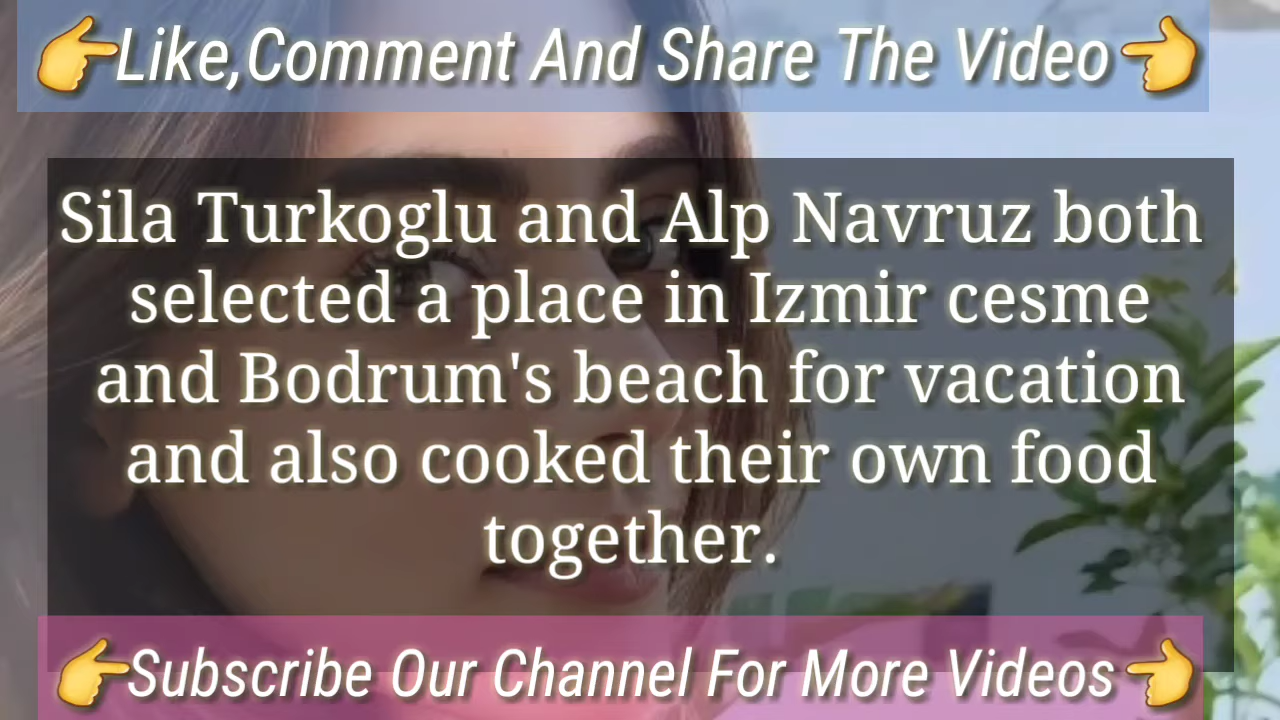 👉Like,Comment And Share The Video👈
Sila Turkoglu and Alp Navruz both
selected a place in Izmir cesme
and Bodrum's beach for vacation
and also cooked their own food
together.
👉Subscribe Our Channel For More Videos👈